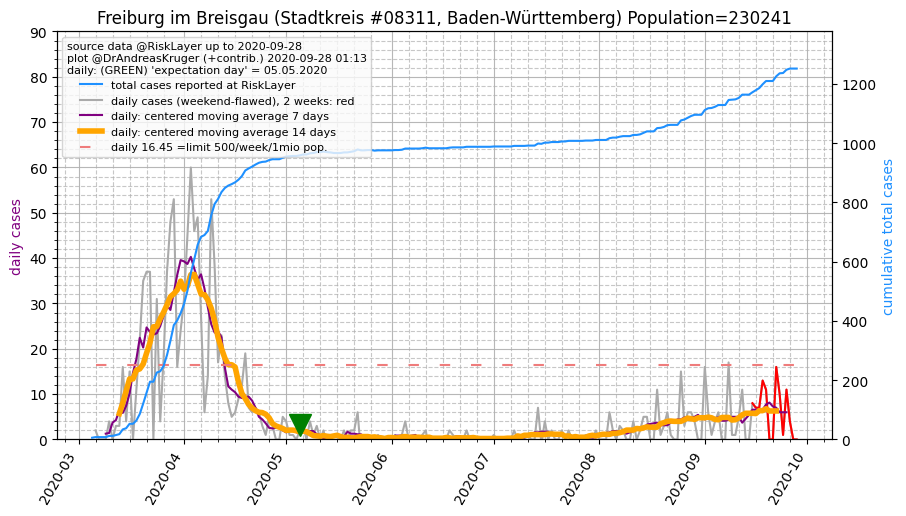 Freiburg im Breisgau (Stadtkreis #08311, Baden-Württemberg) Population=230241
source data @RiskLayer up to 2020-09-28
plot @DrAndreasKruger (+contrib.) 2020-09-28 01:13
daily: (GREEN) 'expectation day' = 05.05.2020
total cases reported at RiskLayer
daily cases (weekend-flawed), 2 weeks: red
daily: centered moving average 7 days
daily: centered moving average 14 days
daily 16.45 =limit 500/week/1mio pop.
daily cases
90
80
70
60
50
40
30
20
10
0
cumulative total cases
1200
1000
800
600
400
200
0
2020-03
2020-04
2020-05
2020-06
2020-07
2020-08
2020-09
2020-10